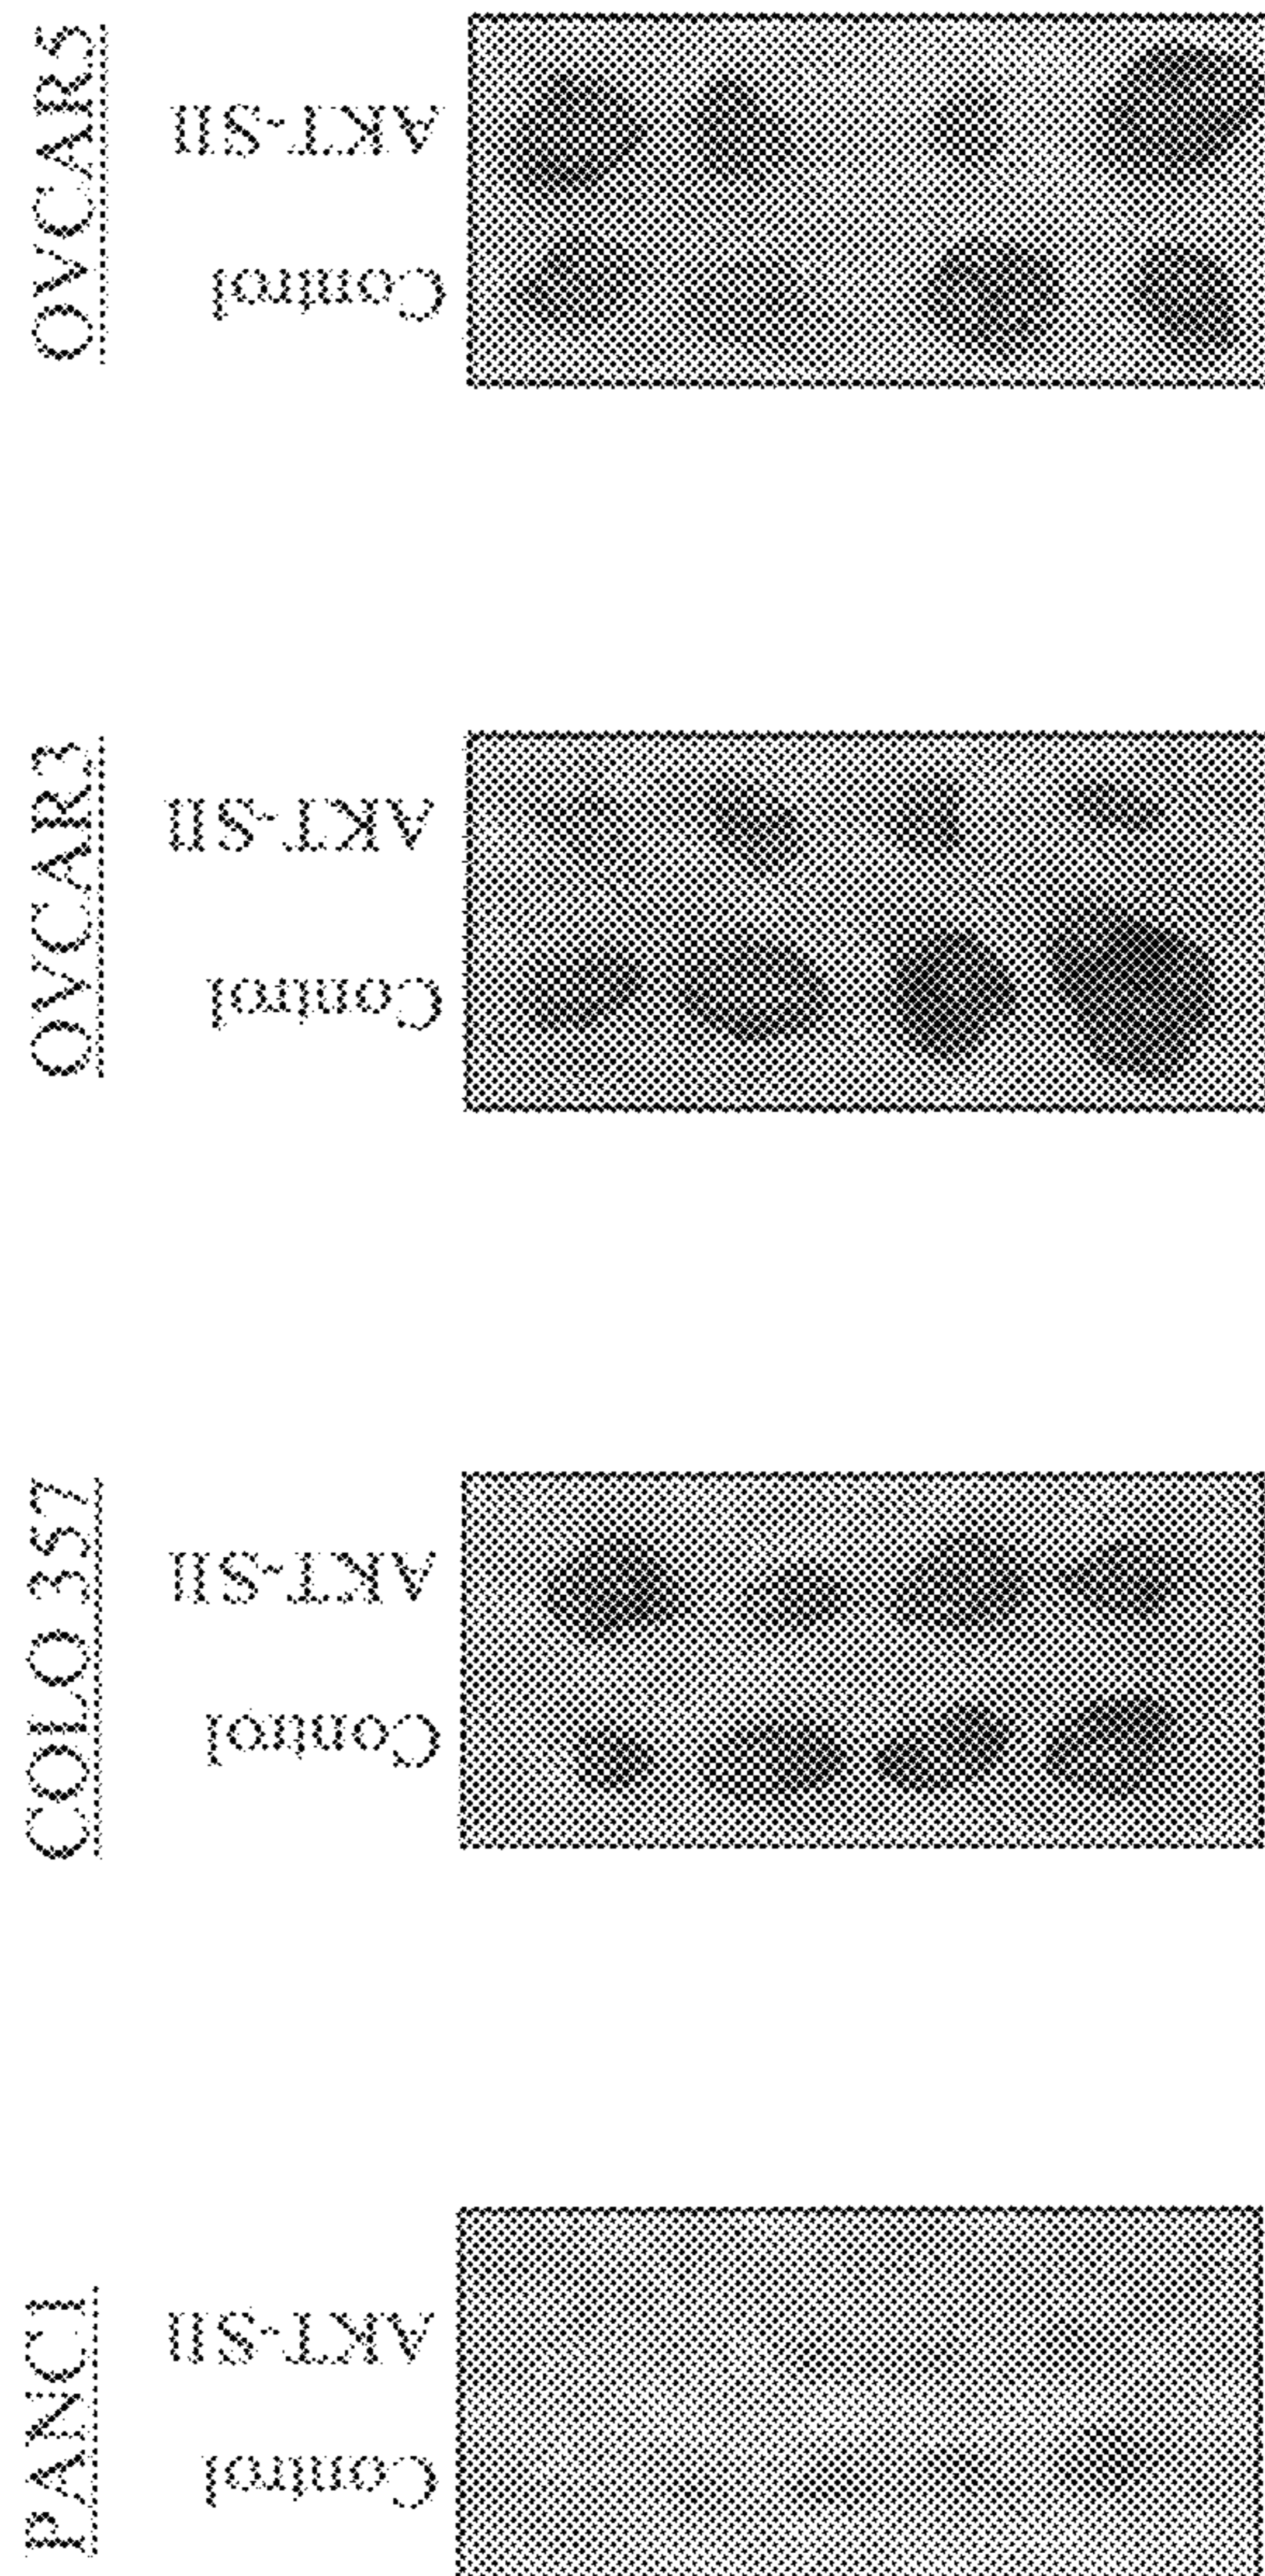 PANC1
Control
AKT-SII
COLO 357
Control
AKT-SII
OVCAR3
Control
AKT-SII
OVCAR5
Control
AKT-SII